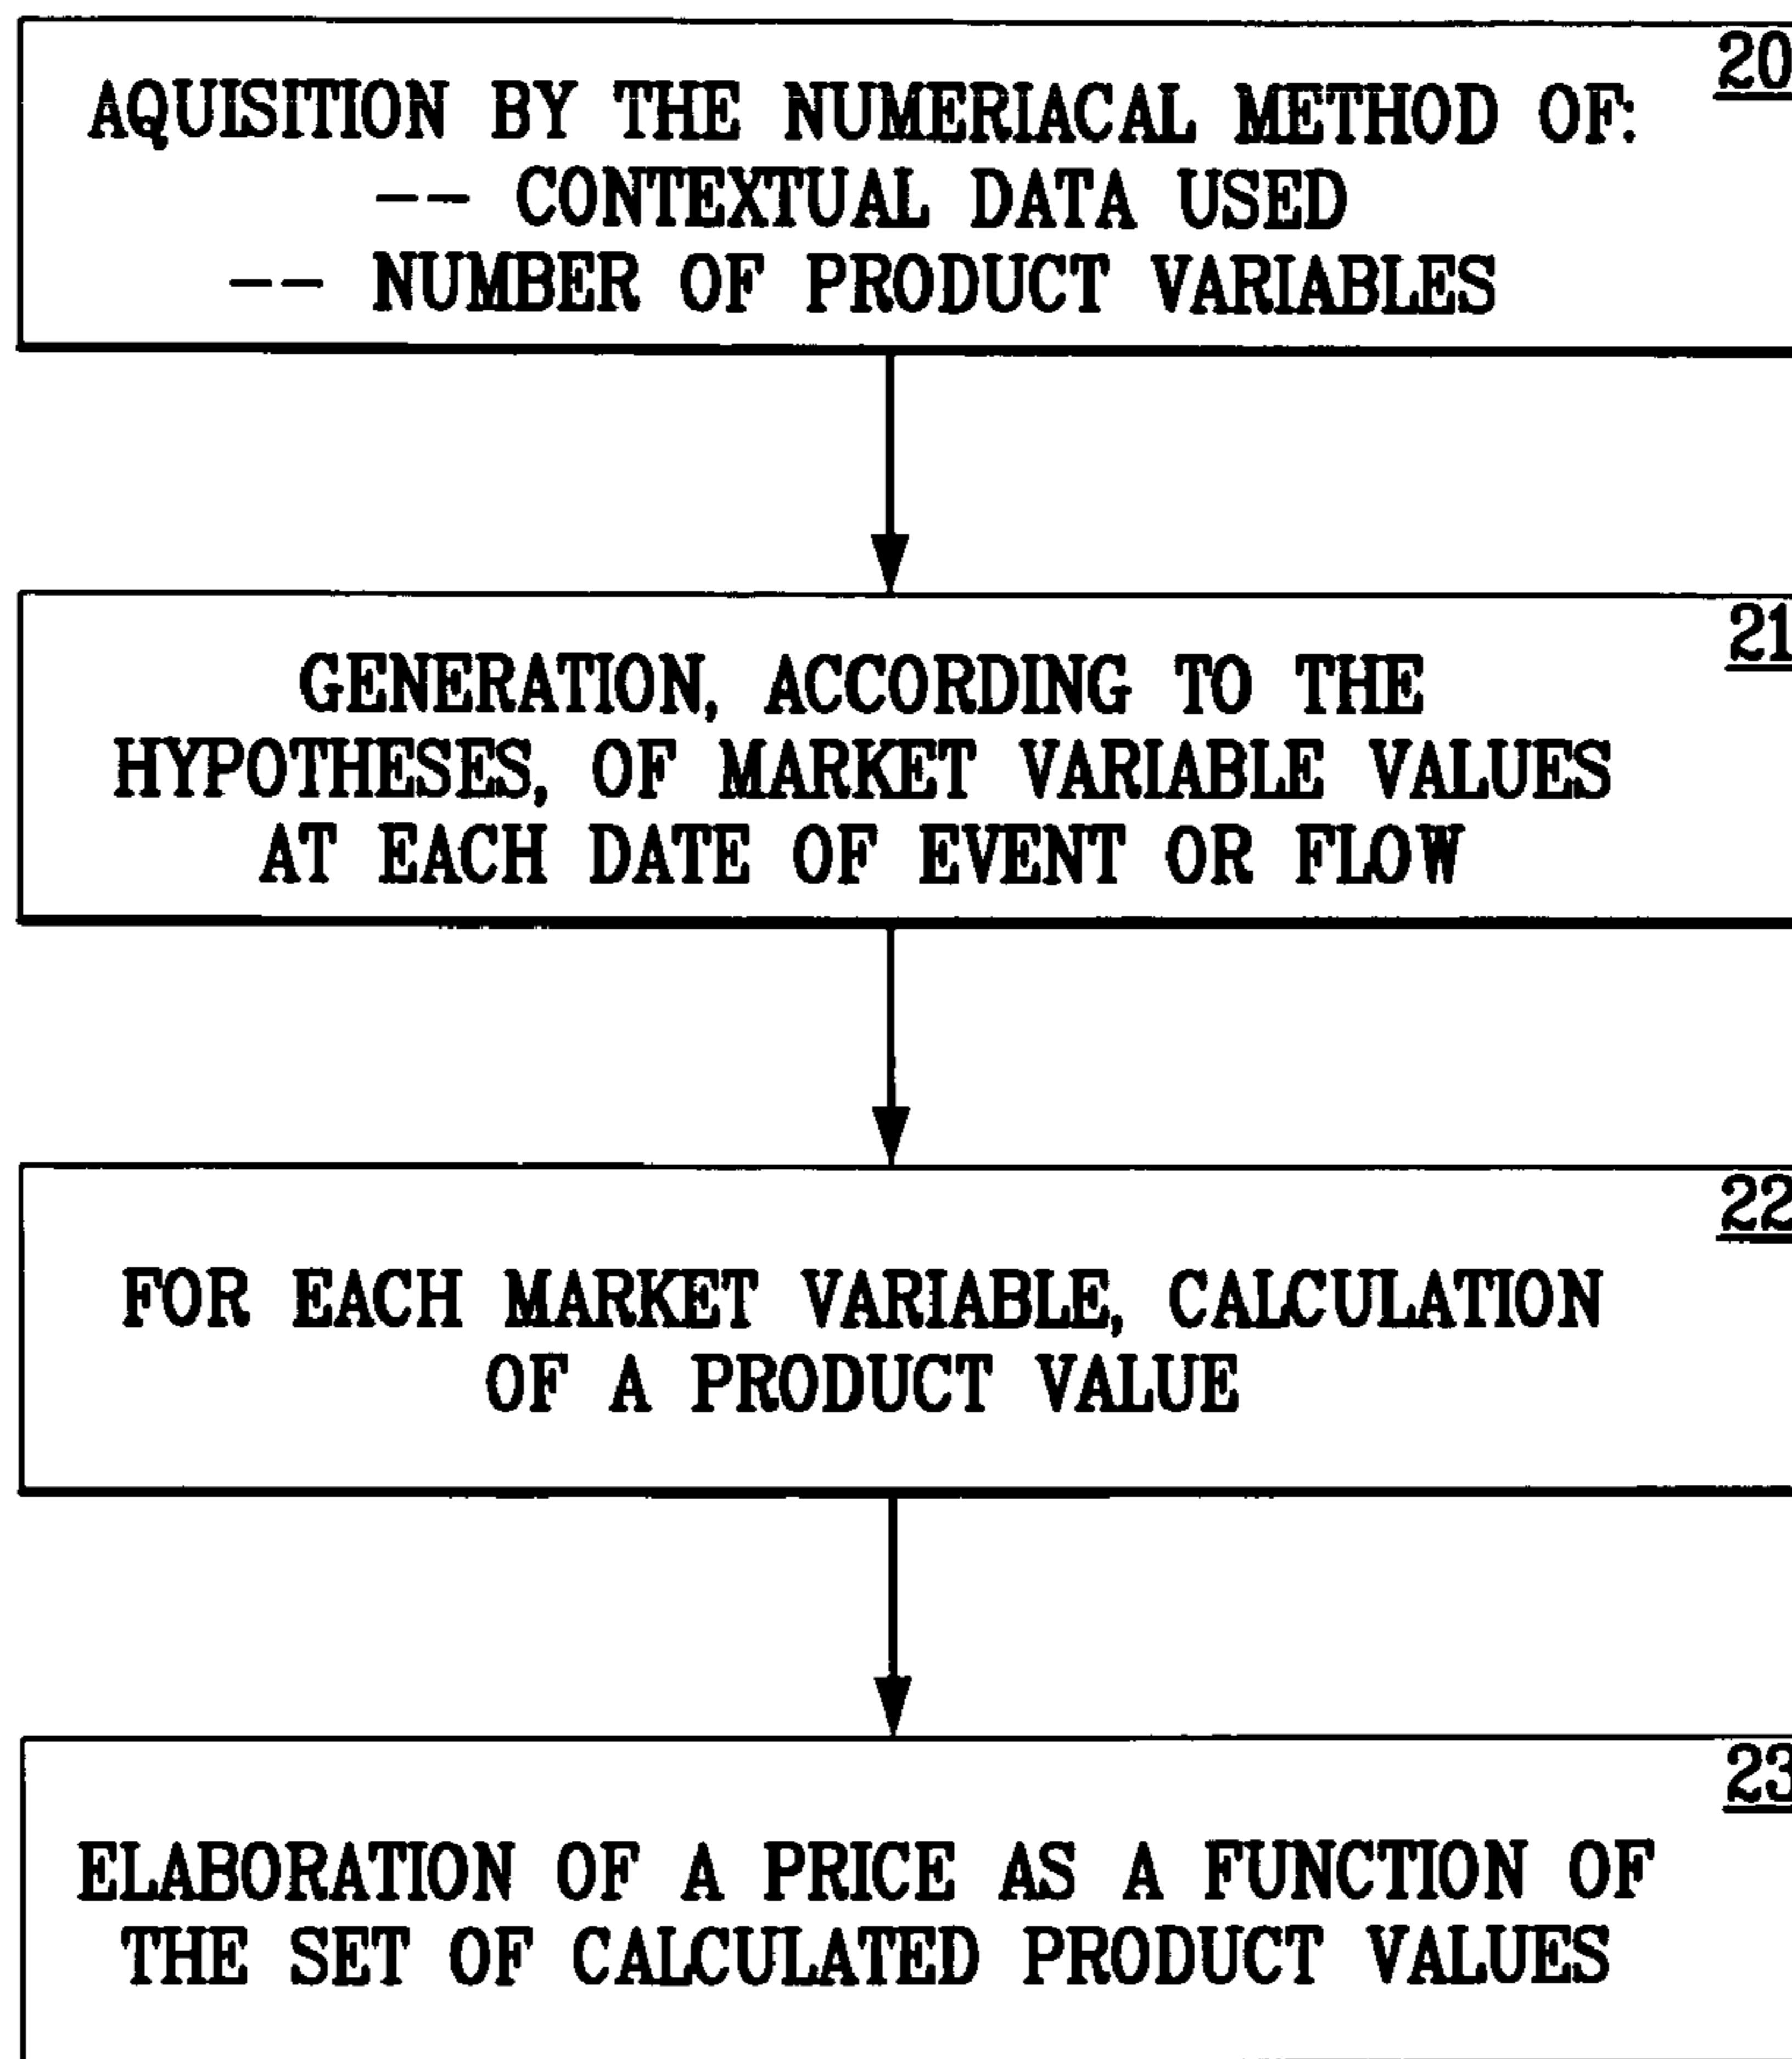 20
AQUISITION BY THE NUMERIACAL METHOD OF:
-- CONTEXTUAL DATA USED
-- NUMBER OF PRODUCT VARIABLES
21
GENERATION, ACCORDING TO THE
HYPOTHESES, OF MARKET VARIABLE VALUES
AT EACH DATE OF EVENT OR FLOW
22
FOR EACH MARKET VARIABLE, CALCULATION
OF A PRODUCT VALUE
23
ELABORATION OF A PRICE AS A FUNCTION OF
THE SET OF CALCULATED PRODUCT VALUES